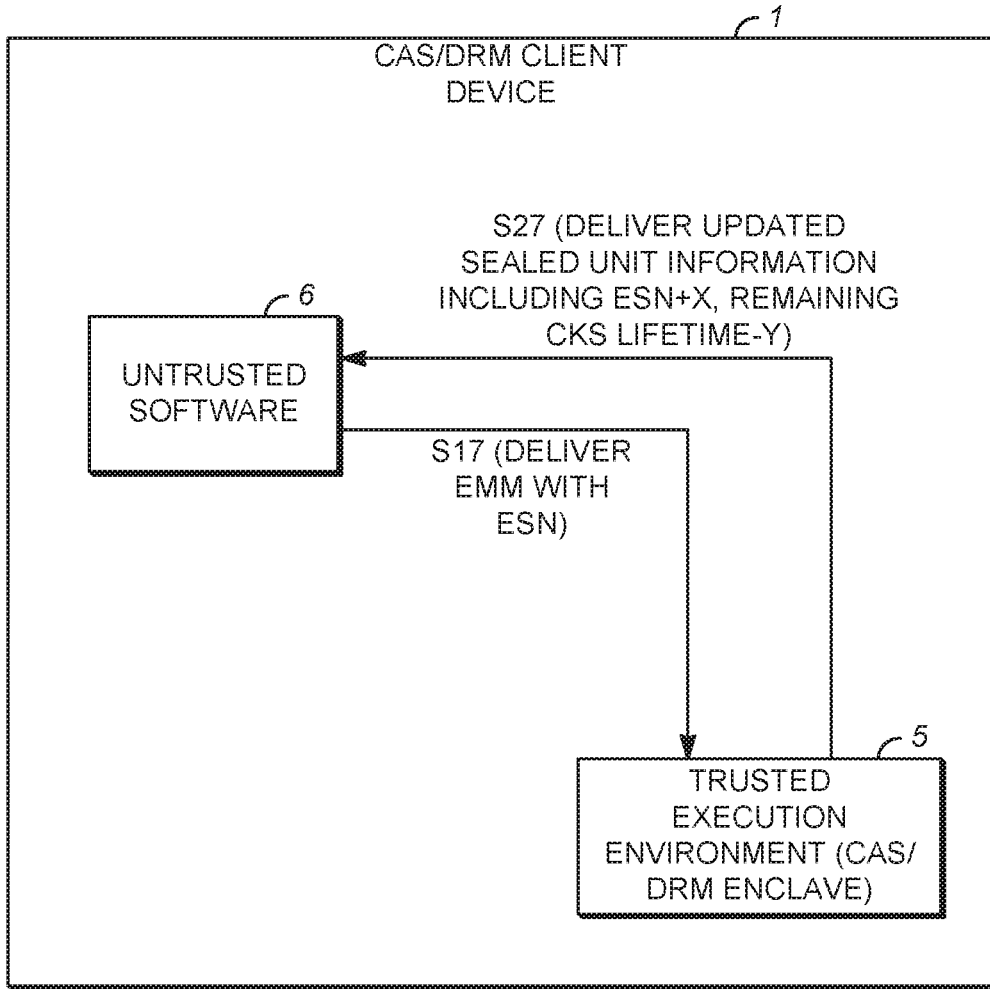 1
CAS/DRM CLIENT
DEVICE
S27 (DELIVER UPDATED
SEALED UNIT INFORMATION
INCLUDING ESN+X, REMAINING
CKS LIFETIME-Y)
6
UNTRUSTED
SOFTWARE
S17 (DELIVER
EMM WITH
ESN)
5
TRUSTED
EXECUTION
ENVIRONMENT (CAS/
DRM ENCLAVE)